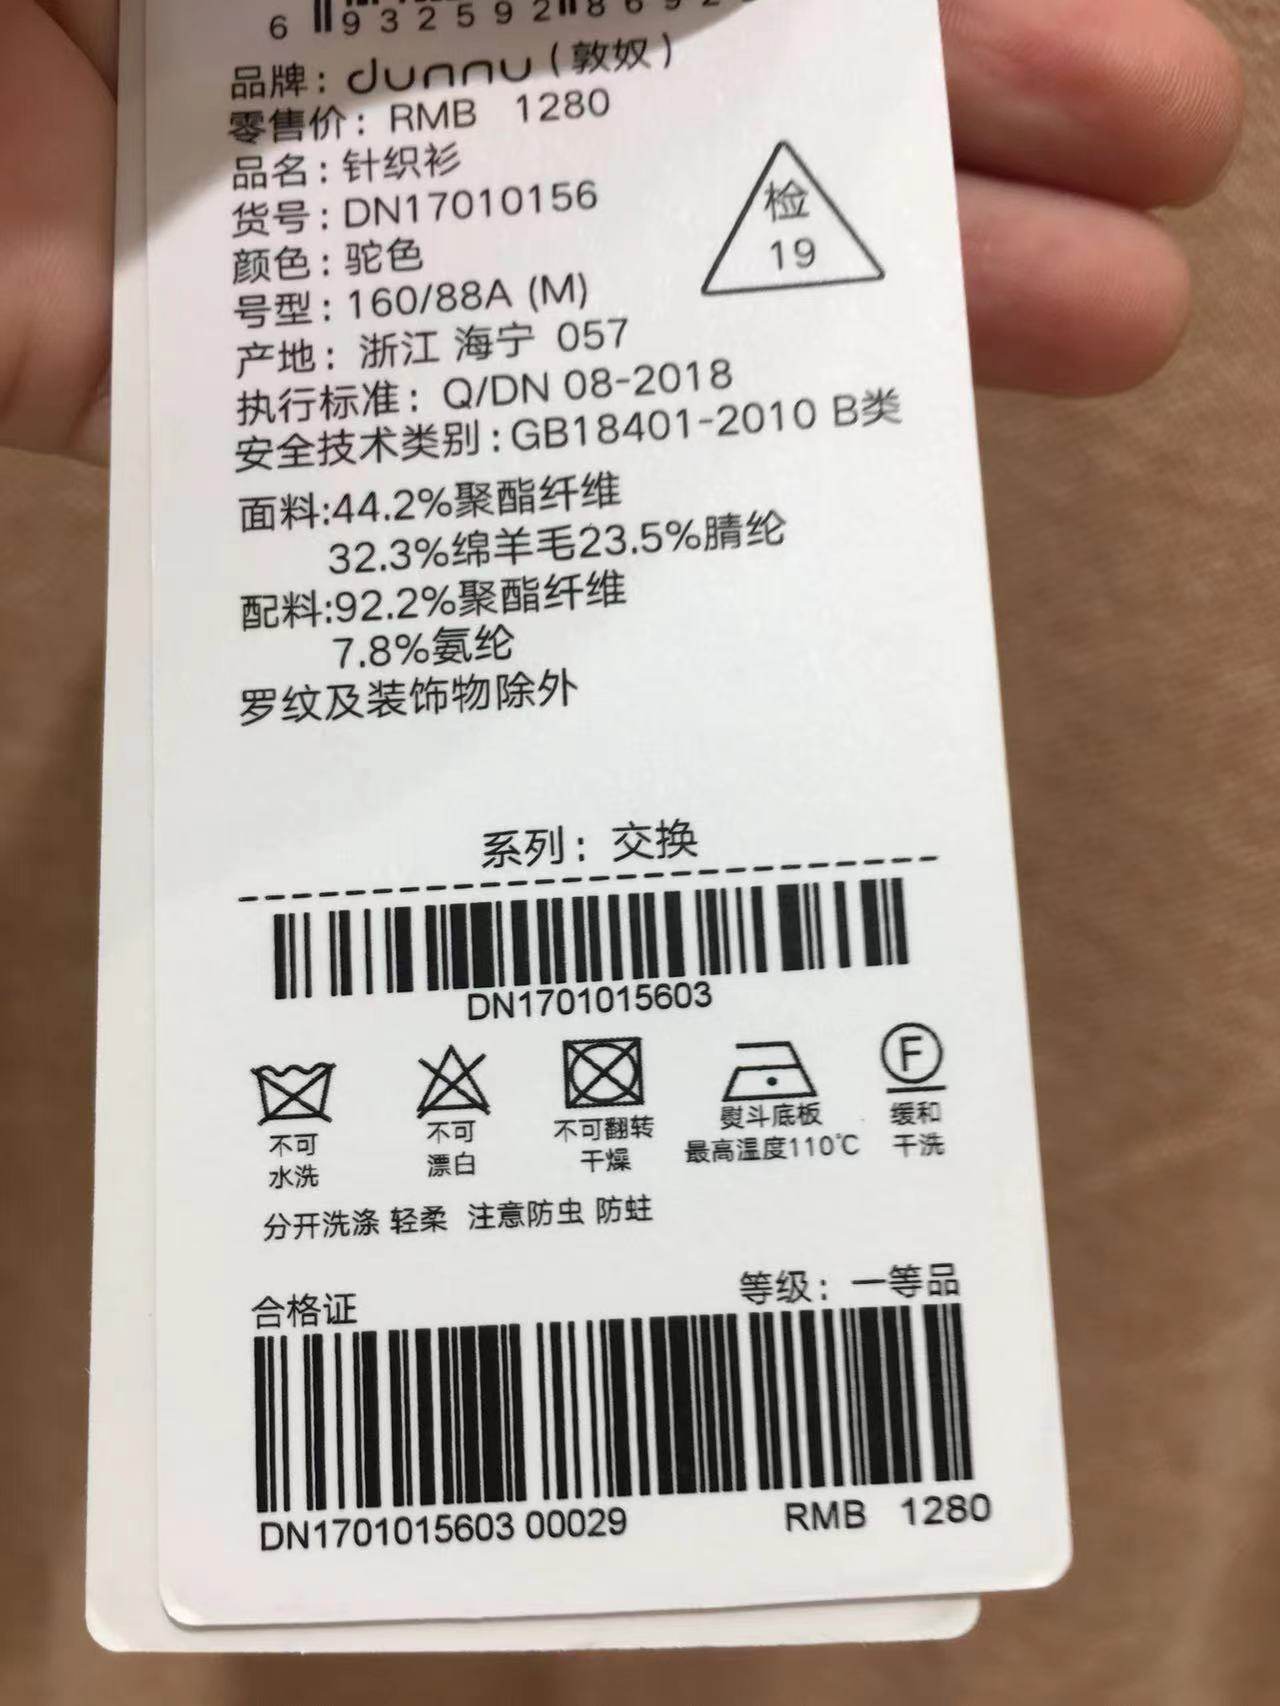 6 932592 8692
品牌：dunnu（敦奴）
零售价：RMB 1280
品名：针织衫
货号：DN17010156
颜色：驼色
号型：160/88A (M)
产地：浙江 海宁 057
执行标准：Q/DN 08-2018
安全技术类别：GB18401-2010 B类
检
19
面料:44.2%聚酯纤维
32.3%绵羊毛23.5%腈纶
配料:92.2%聚酯纤维
7.8%氨纶
罗纹及装饰物除外
系列：交换
DN1701015603
F
不可 不可 不可翻转 熨斗底板 缓和
水洗 漂白 干燥 最高温度110℃ 干洗
分开洗涤 轻柔 注意防虫 防蛀
合格证 等级：一等品
DN1701015603 00029 RMB 1280